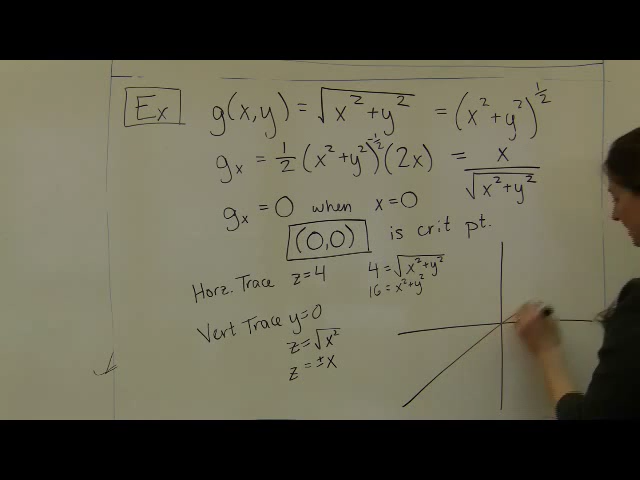 Ex g(x,y) = √(x² + y²) = (x² + y²)^(1/2)
gₓ = 1/2 (x² + y²)^(-1/2) (2x) = x/√(x² + y²)
gₓ = 0 when x = 0
(0,0) is crit pt.
Horz. Trace z = 4 4 = √(x² + y²)
16 = x² + y²
Vert Trace y = 0
z = √x²
z = ±x